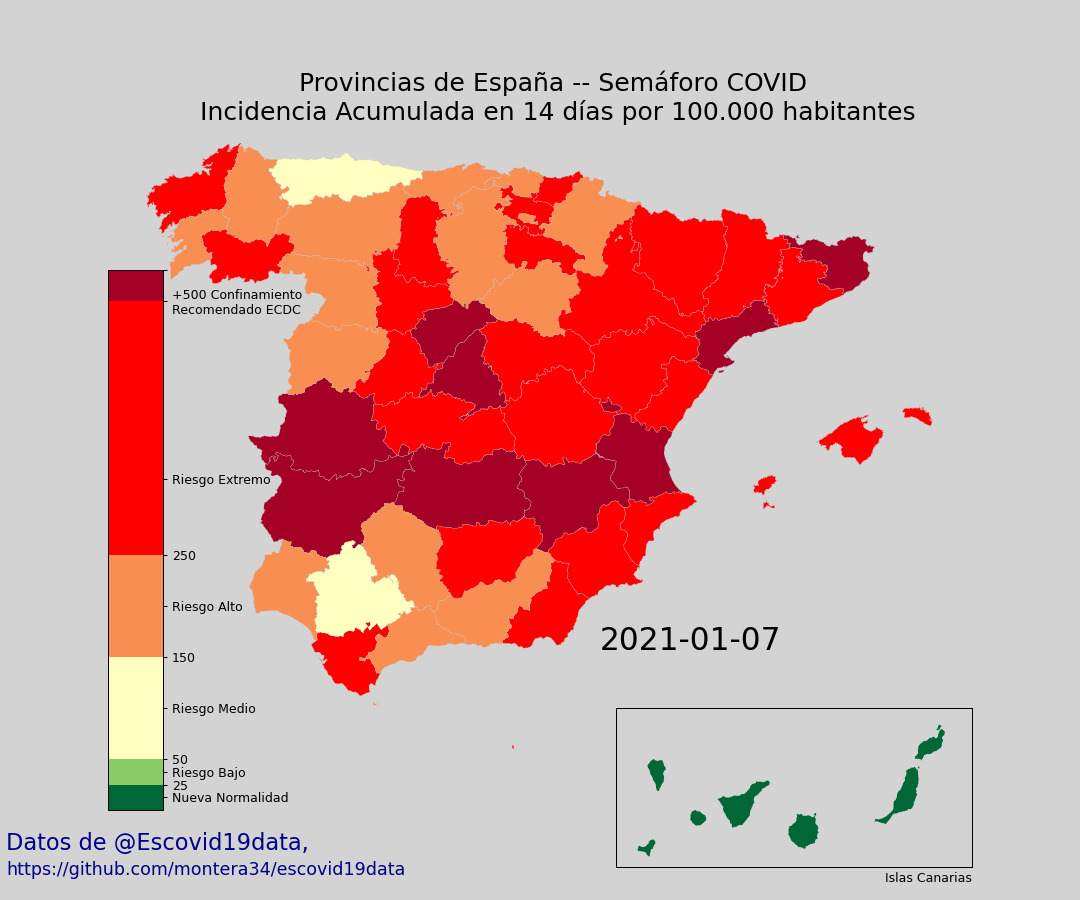 Provincias de España -- Semáforo COVID
Incidencia Acumulada en 14 días por 100.000 habitantes
+500 Confinamiento
Recomendado ECDC
Riesgo Extremo
250
Riesgo Alto
150
Riesgo Medio
50
Riesgo Bajo
25
Nueva Normalidad
2021-01-07
Islas Canarias
Datos de @Escovid19data,
https://github.com/montera34/escovid19data